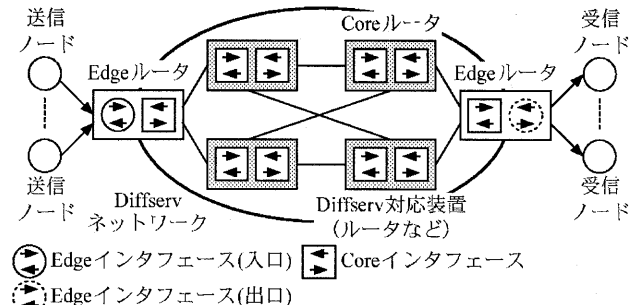 送信
ノード
Coreルータ
受信
ノード
Edgeルータ
Edgeルータ
送信
ノード
Diffserv
ネットワーク
Diffserv対応装置
(ルータなど)
受信
ノード
Edgeインタフェース(入口)
Coreインタフェース
Edgeインタフェース(出口)